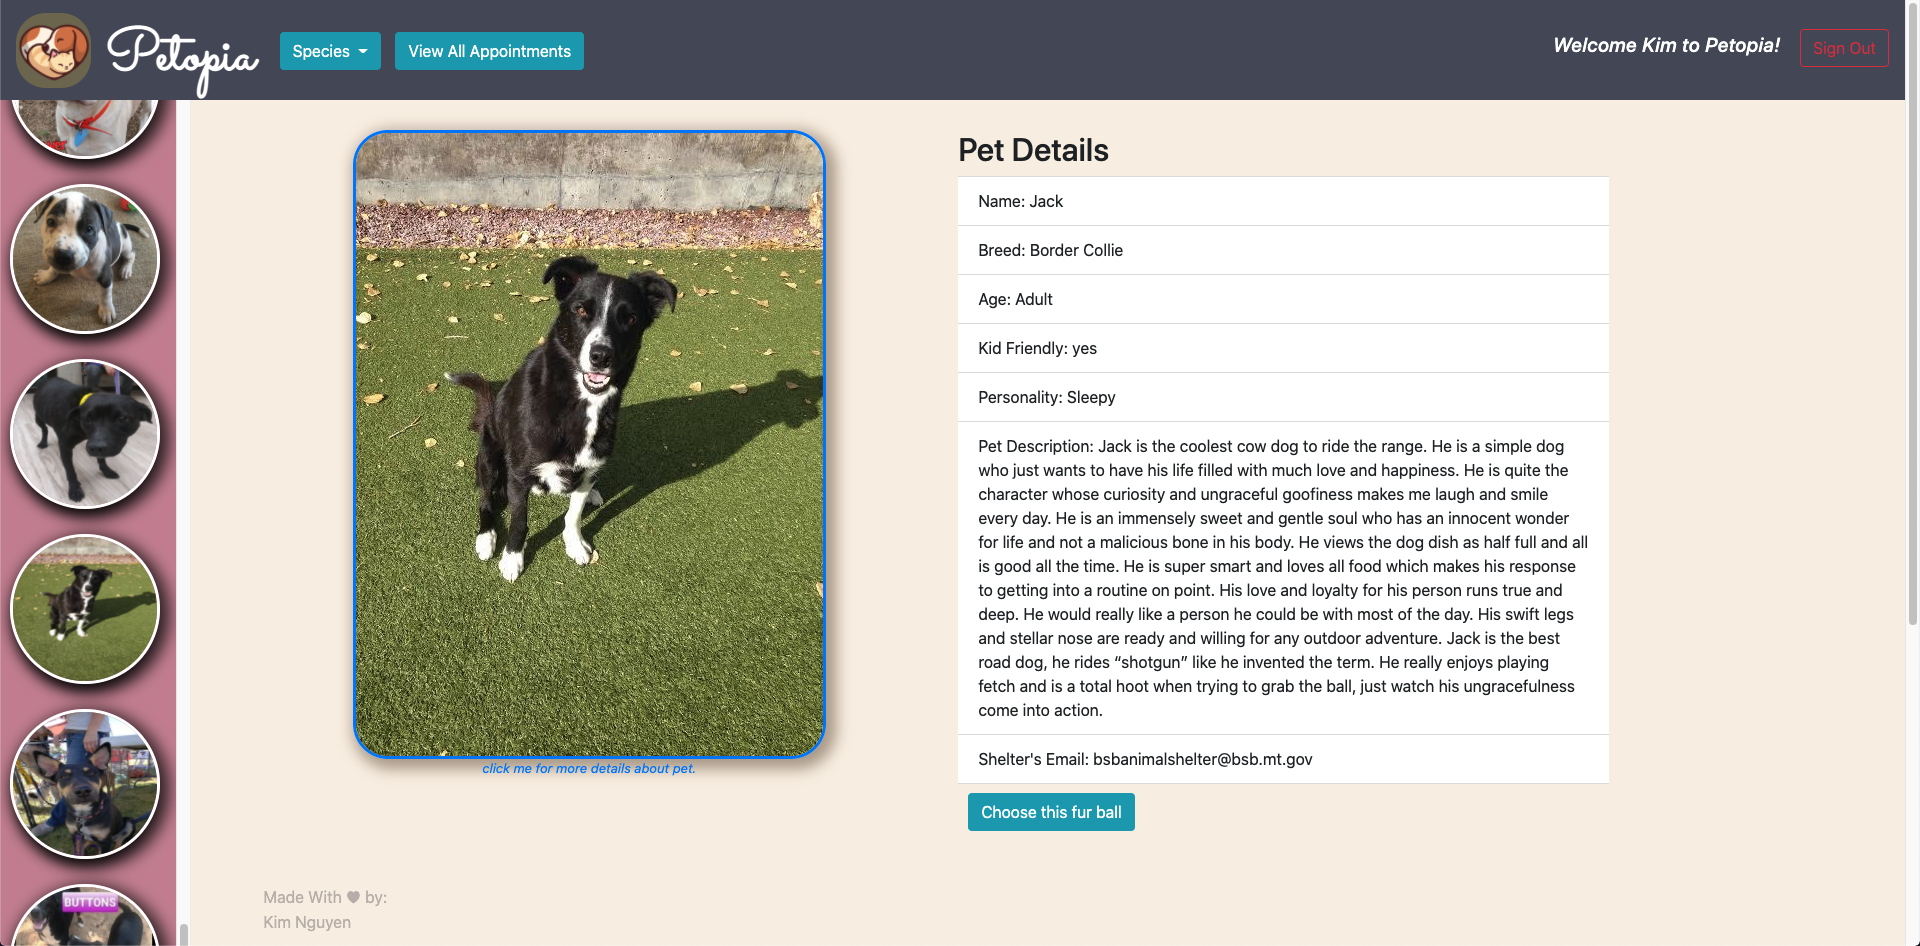 Petopia
Species
View All Appointments
Welcome Kim to Petopia!
Sign Out
BUTTONS
click me for more details about pet.
Pet Details
Name: Jack
Breed: Border Collie
Age: Adult
Kid Friendly: yes
Personality: Sleepy
Pet Description: Jack is the coolest cow dog to ride the range. He is a simple dog
who just wants to have his life filled with much love and happiness. He is quite the
character whose curiosity and ungraceful goofiness makes me laugh and smile
every day. He is an immensely sweet and gentle soul who has an innocent wonder
for life and not a malicious bone in his body. He views the dog dish as half full and all
is good all the time. He is super smart and loves all food which makes his response
to getting into a routine on point. His love and loyalty for his person runs true and
deep. He would really like a person he could be with most of the day. His swift legs
and stellar nose are ready and willing for any outdoor adventure. Jack is the best
road dog, he rides “shotgun” like he invented the term. He really enjoys playing
fetch and is a total hoot when trying to grab the ball, just watch his ungracefulness
come into action.
Shelter's Email: bsbanimalshelter@bsb.mt.gov
Choose this fur ball
Made With ♥ by:
Kim Nguyen